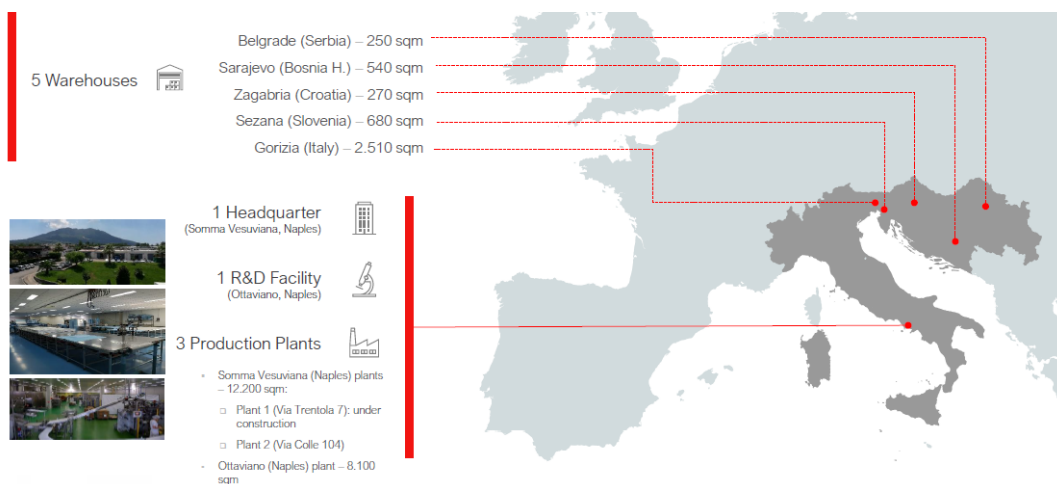 Belgrade (Serbia) – 250 sqm
5 Warehouses
Sarajevo (Bosnia H.) – 540 sqm
Zagabria (Croatia) – 270 sqm
Sezana (Slovenia) – 680 sqm
Gorizia (Italy) – 2.510 sqm
1 Headquarter
(Somma Vesuviana, Naples)
1 R&D Facility
(Ottaviano, Naples)
3 Production Plants
- Somma Vesuviana (Naples) plants
– 12.200 sqm:
□ Plant 1 (Via Trentola 7): under
construction
□ Plant 2 (Via Colle 104)
- Ottaviano (Naples) plant – 8.100
sqm